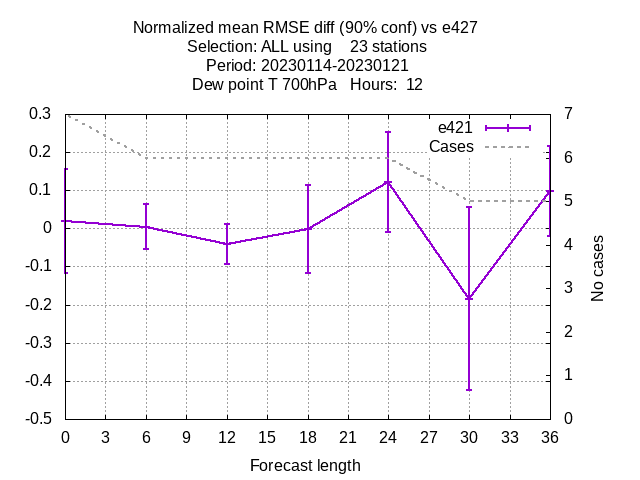 Normalized mean RMSE diff (90% conf) vs e427
Selection: ALL using    23 stations
Period: 20230114-20230121
Dew point T 700hPa   Hours:  12
0.3
0.2
0.1
0
-0.1
-0.2
-0.3
-0.4
-0.5
e421
Cases
7
6
5
4
3
2
1
0
No cases
0 3 6 9 12 15 18 21 24 27 30 33 36
Forecast length